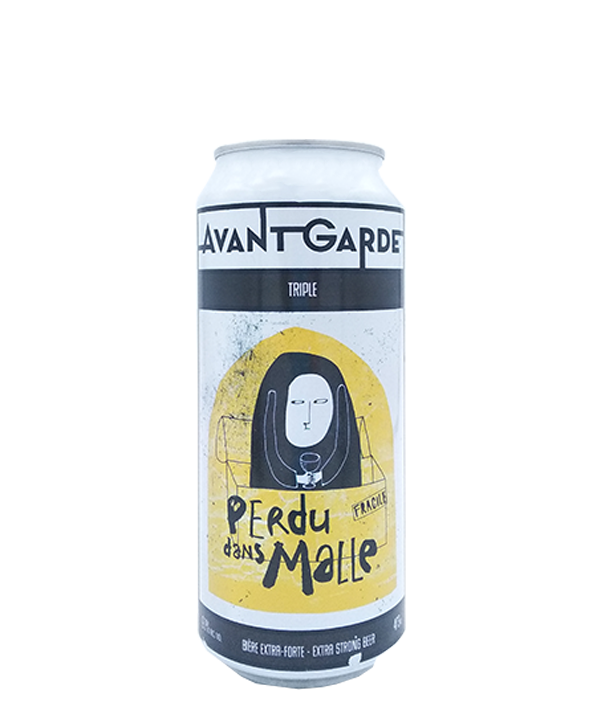 AVANT-GARDE
TRIPLE
FRAGILE
PERdu
dANS MALLe
BIÈRE EXTRA-FORTE - EXTRA STRONG BEER